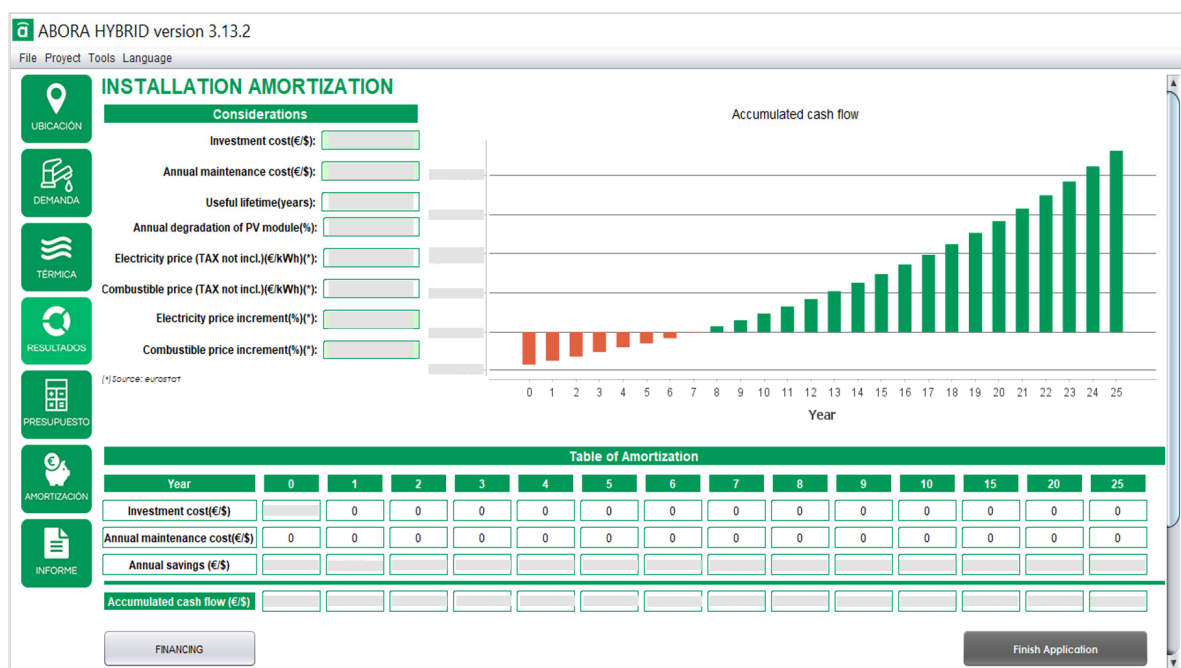 ABORA HYBRID version 3.13.2
File Proyect Tools Language
UBICACIÓN
DEMANDA
TÉRMICA
RESULTADOS
PRESUPUESTO
AMORTIZACIÓN
INFORME
INSTALLATION AMORTIZATION
Considerations
Investment cost(€/$):
Annual maintenance cost(€/$):
Useful lifetime(years):
Annual degradation of PV module(%):
Electricity price (TAX not incl.)(€/kWh)(*):
Combustible price (TAX not incl.)(€/kWh)(*):
Electricity price increment(%)(*):
Combustible price increment(%)(*):
(*)Source: eurostat
Accumulated cash flow
0 1 2 3 4 5 6 7 8 9 10 11 12 13 14 15 16 17 18 19 20 21 22 23 24 25
Year
Table of Amortization
Year 0 1 2 3 4 5 6 7 8 9 10 15 20 25
Investment cost(€/$) 0 0 0 0 0 0 0 0 0 0 0 0 0
Annual maintenance cost(€/$) 0 0 0 0 0 0 0 0 0 0 0 0 0 0
Annual savings (€/$)
Accumulated cash flow (€/$)
FINANCING
Finish Application